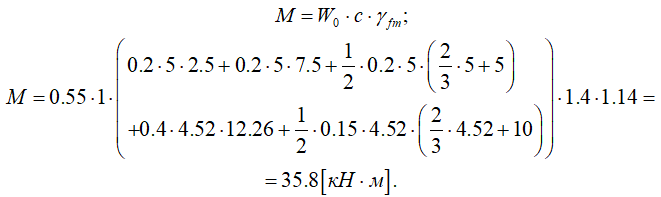 M = W₀ · c · γ_fm;
M = 0.55 · 1 · ( 0.2 · 5 · 2.5 + 0.2 · 5 · 7.5 + 1/2 · 0.2 · 5 · (2/3 · 5 + 5)
+0.4 · 4.52 · 12.26 + 1/2 · 0.15 · 4.52 · (2/3 · 4.52 + 10) ) · 1.4 · 1.14 =
= 35.8[кН · м].